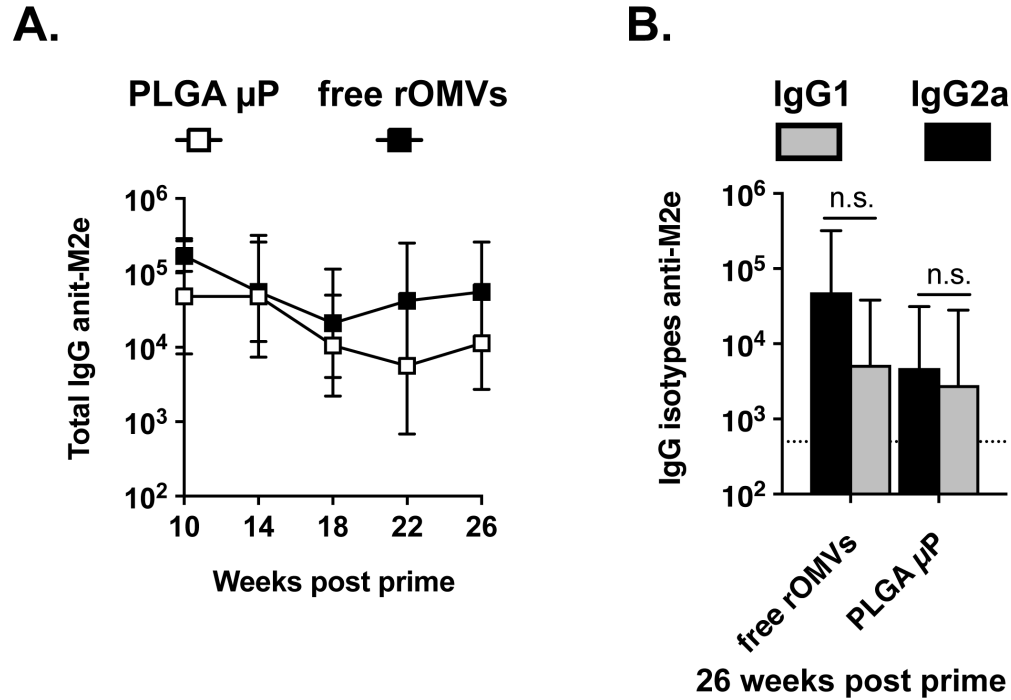 A.
PLGA µP free rOMVs
Total IgG anit-M2e
10⁶
10⁵
10⁴
10³
10²
10 14 18 22 26
Weeks post prime
B.
IgG1 IgG2a
IgG isotypes anti-M2e
10⁶
10⁵
10⁴
10³
10²
n.s.
n.s.
free rOMVs
PLGA µP
26 weeks post prime